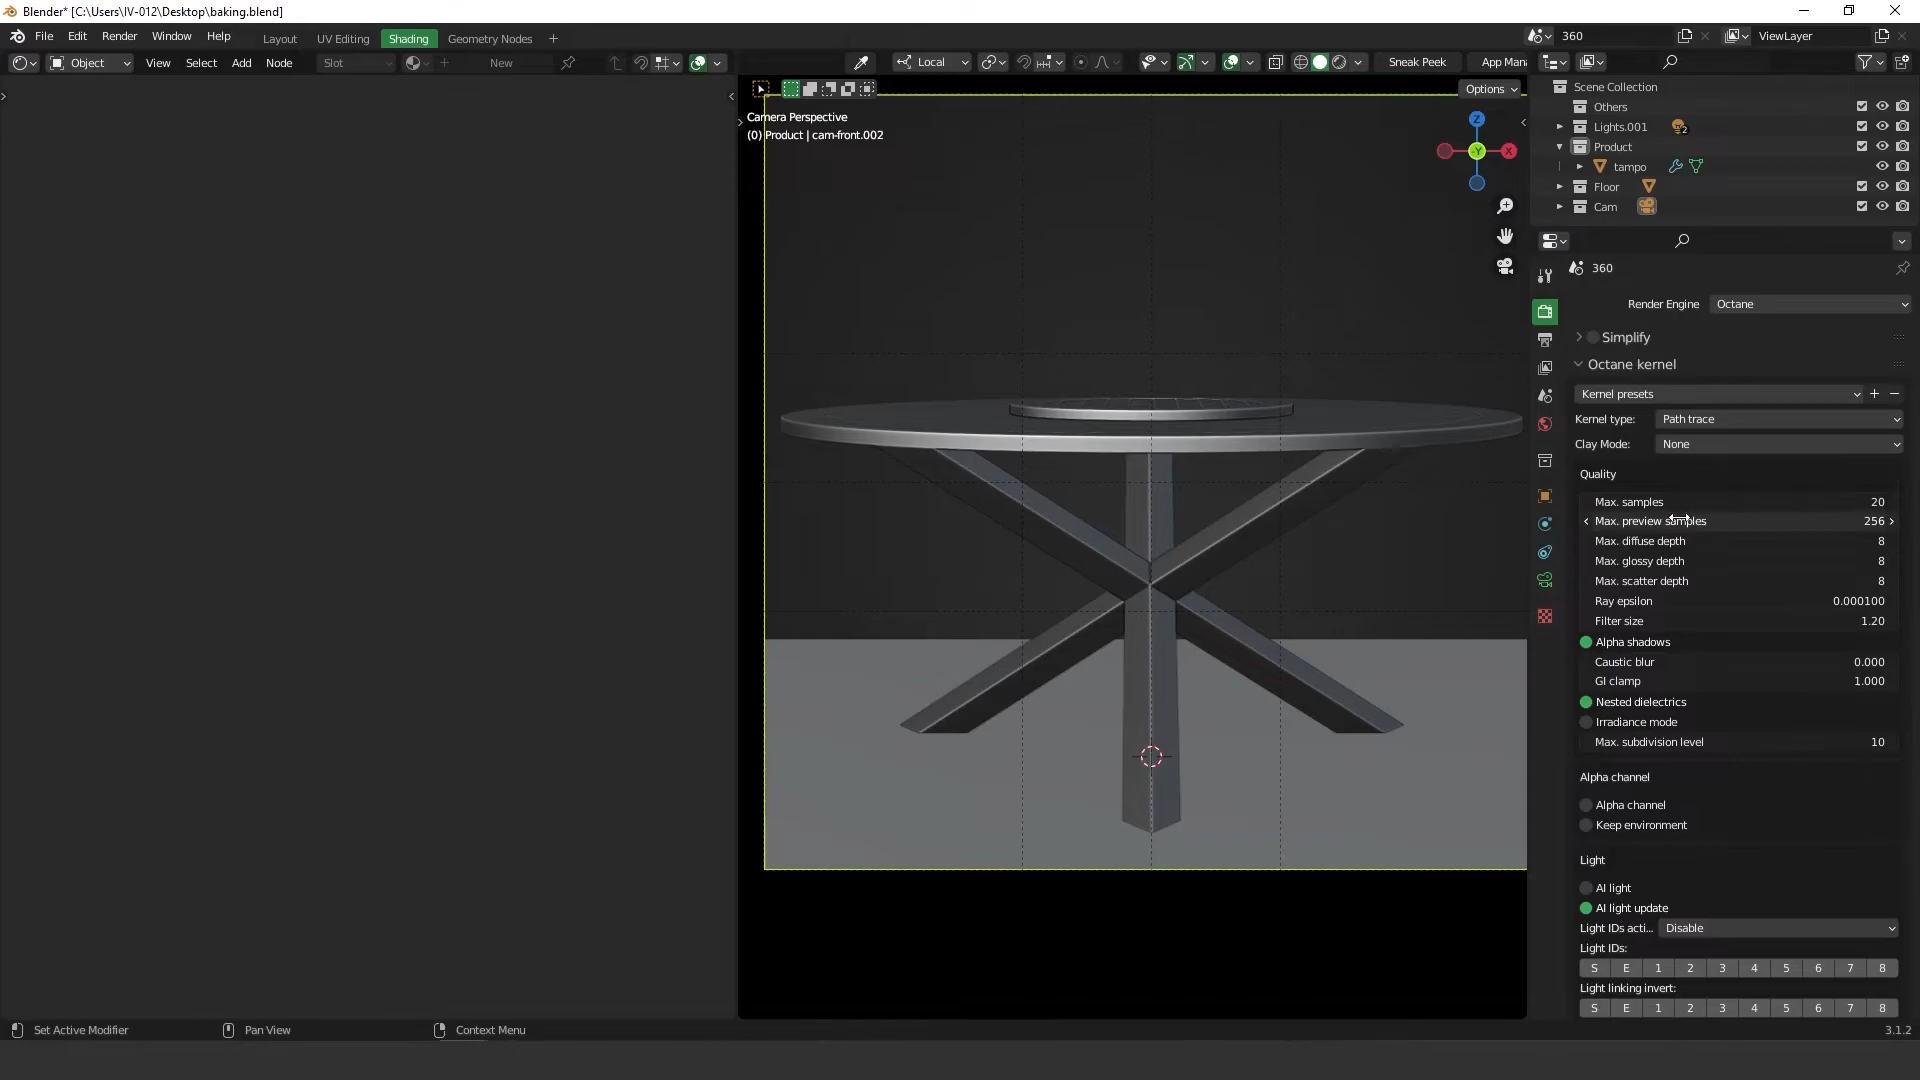 Blender* [C:\Users\IV-012\Desktop\baking.blend]
File Edit Render Window Help Layout UV Editing Shading Geometry Nodes 360 ViewLayer
Object View Select Add Node Slot New Local Sneak Peek App Mana
Options
Camera Perspective
(0) Product | cam-front.002
Z
-Y
X
Scene Collection
Others
Lights.001 2
Product
tampo
Floor
Cam
360
Render Engine Octane
Simplify
Octane kernel
Kernel presets
Kernel type: Path trace
Clay Mode: None
Quality
Max. samples 20
Max. preview samples 256
Max. diffuse depth 8
Max. glossy depth 8
Max. scatter depth 8
Ray epsilon 0.000100
Filter size 1.20
Alpha shadows
Caustic blur 0.000
GI clamp 1.000
Nested dielectrics
Irradiance mode
Max. subdivision level 10
Alpha channel
Alpha channel
Keep environment
Light
AI light
AI light update
Light IDs acti... Disable
Light IDs:
S E 1 2 3 4 5 6 7 8
Light linking invert:
S E 1 2 3 4 5 6 7 8
Set Active Modifier Pan View Context Menu 3.1.2